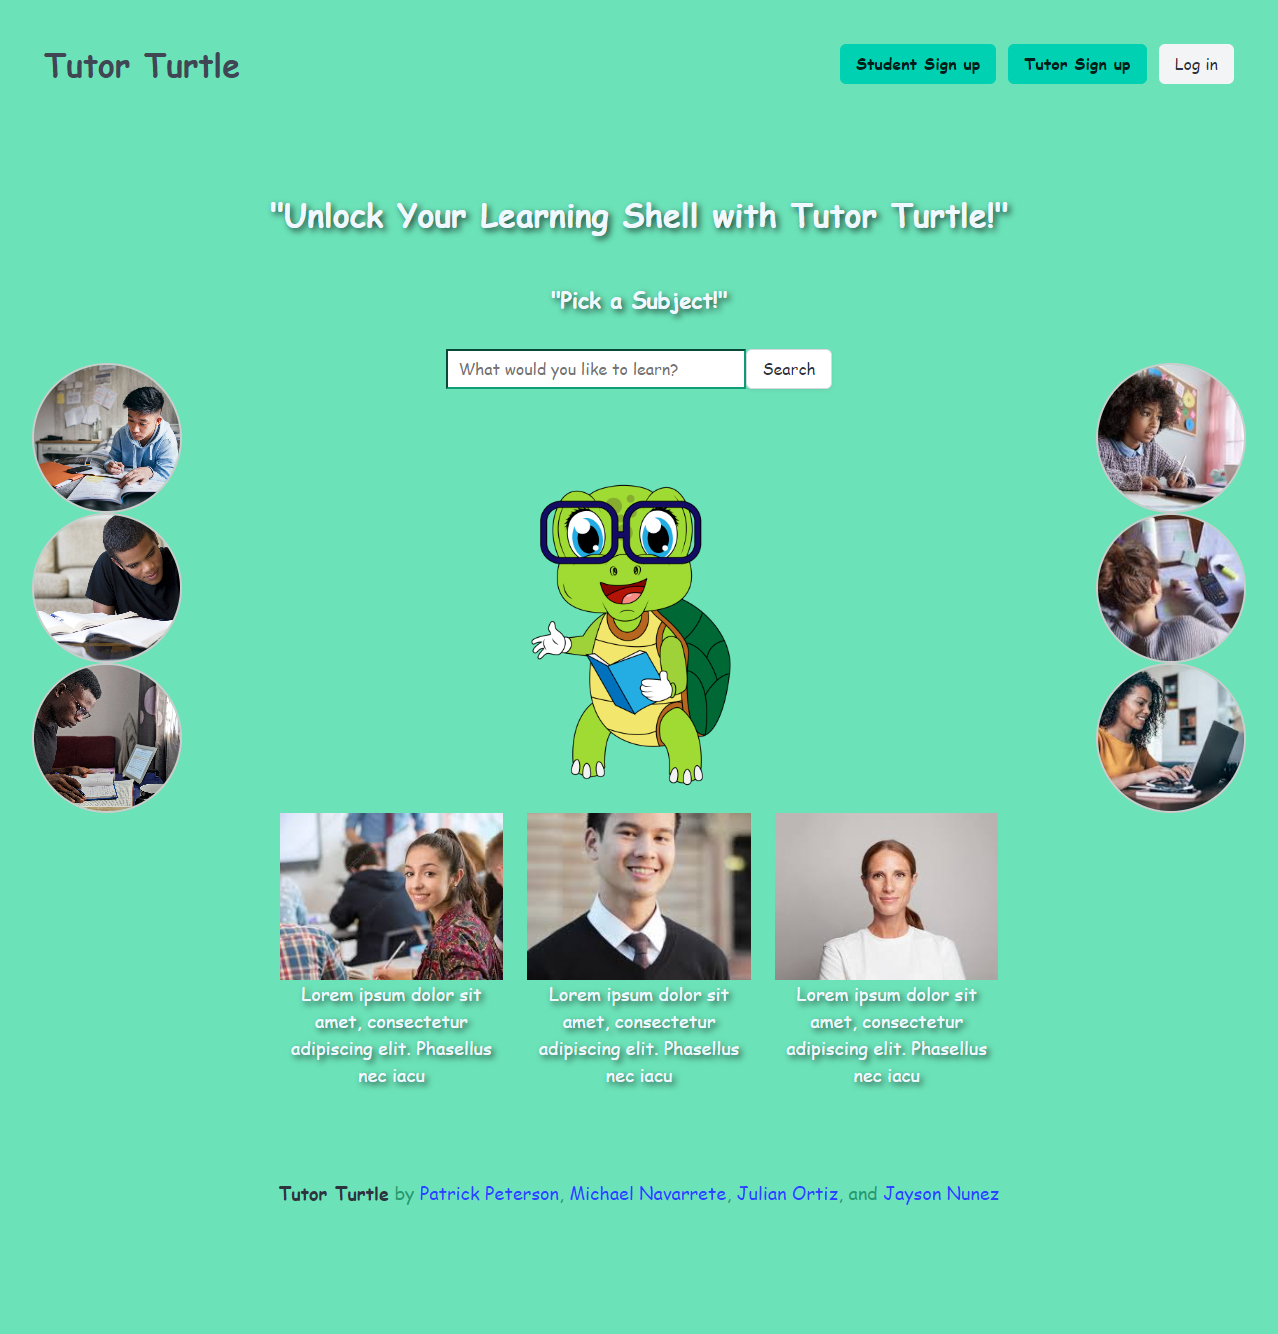 Tutor Turtle
Student Sign up
Tutor Sign up
Log in
"Unlock Your Learning Shell with Tutor Turtle!"
"Pick a Subject!"
What would you like to learn?
Search
Lorem ipsum dolor sit
amet, consectetur
adipiscing elit. Phasellus
nec iacu
Lorem ipsum dolor sit
amet, consectetur
adipiscing elit. Phasellus
nec iacu
Lorem ipsum dolor sit
amet, consectetur
adipiscing elit. Phasellus
nec iacu
Tutor Turtle by Patrick Peterson, Michael Navarrete, Julian Ortiz, and Jayson Nunez